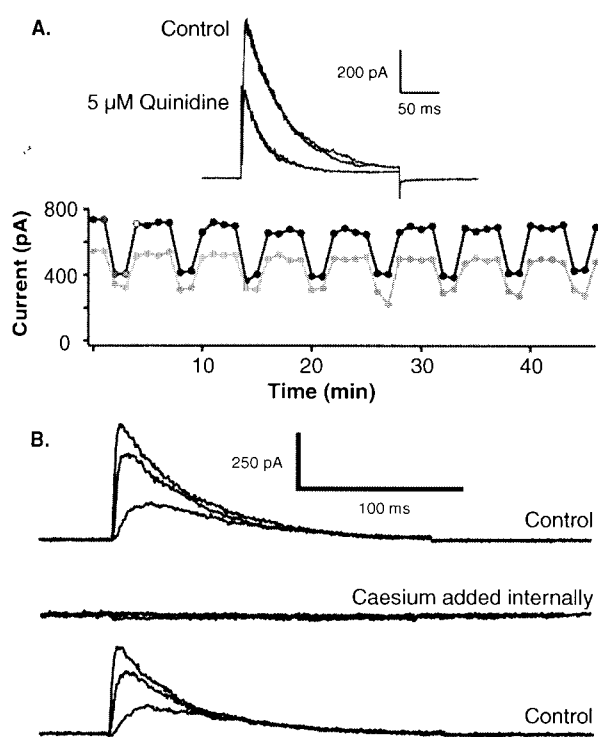 A.
Control
200 pA
50 ms
5 µM Quinidine
Current (pA)
800
400
0
10
20
30
40
Time (min)
B.
250 pA
100 ms
Control
Caesium added internally
Control